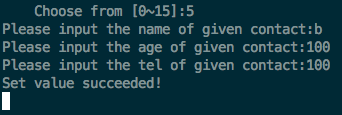 Choose from [0~15]:5
Please input the name of given contact:b
Please input the age of given contact:100
Please input the tel of given contact:100
Set value succeeded!